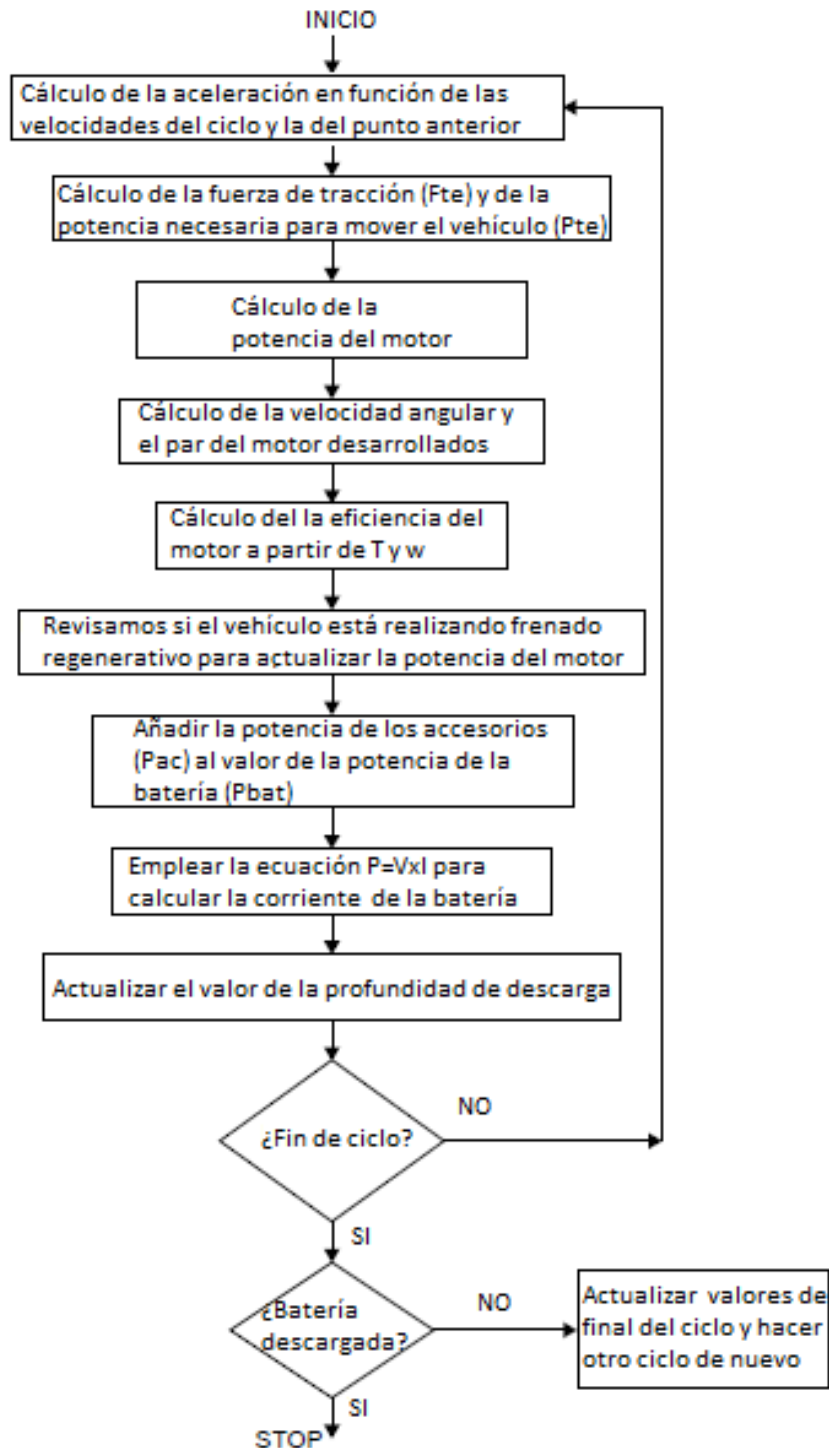 INICIO
Cálculo de la aceleración en función de las
velocidades del ciclo y la del punto anterior
Cálculo de la fuerza de tracción (Fte) y de la
potencia necesaria para mover el vehículo (Pte)
Cálculo de la
potencia del motor
Cálculo de la velocidad angular y
el par del motor desarrollados
Cálculo del la eficiencia del
motor a partir de T y w
Revisamos si el vehículo está realizando frenado
regenerativo para actualizar la potencia del motor
Añadir la potencia de los accesorios
(Pac) al valor de la potencia de la
batería (Pbat)
Emplear la ecuación P=VxI para
calcular la corriente de la batería
Actualizar el valor de la profundidad de descarga
¿Fin de ciclo?
NO
SI
¿Batería
descargada?
NO
Actualizar valores de
final del ciclo y hacer
otro ciclo de nuevo
SI
STOP